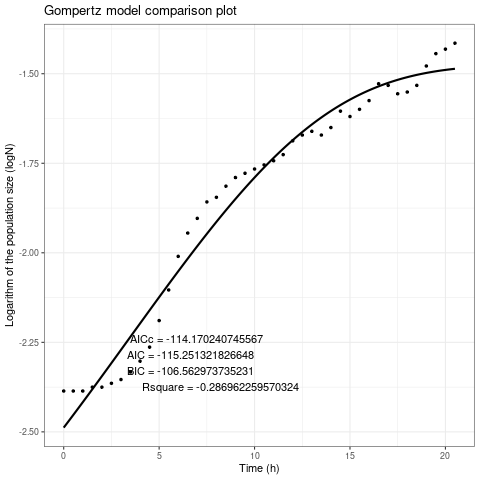 Gompertz model comparison plot
Logarithm of the population size (logN)
-1.50
-1.75
-2.00
-2.25
-2.50
AICc = -114.170240745567
AIC = -115.251321826648
BIC = -106.562973735231
Rsquare = -0.286962259570324
0 5 10 15 20
Time (h)